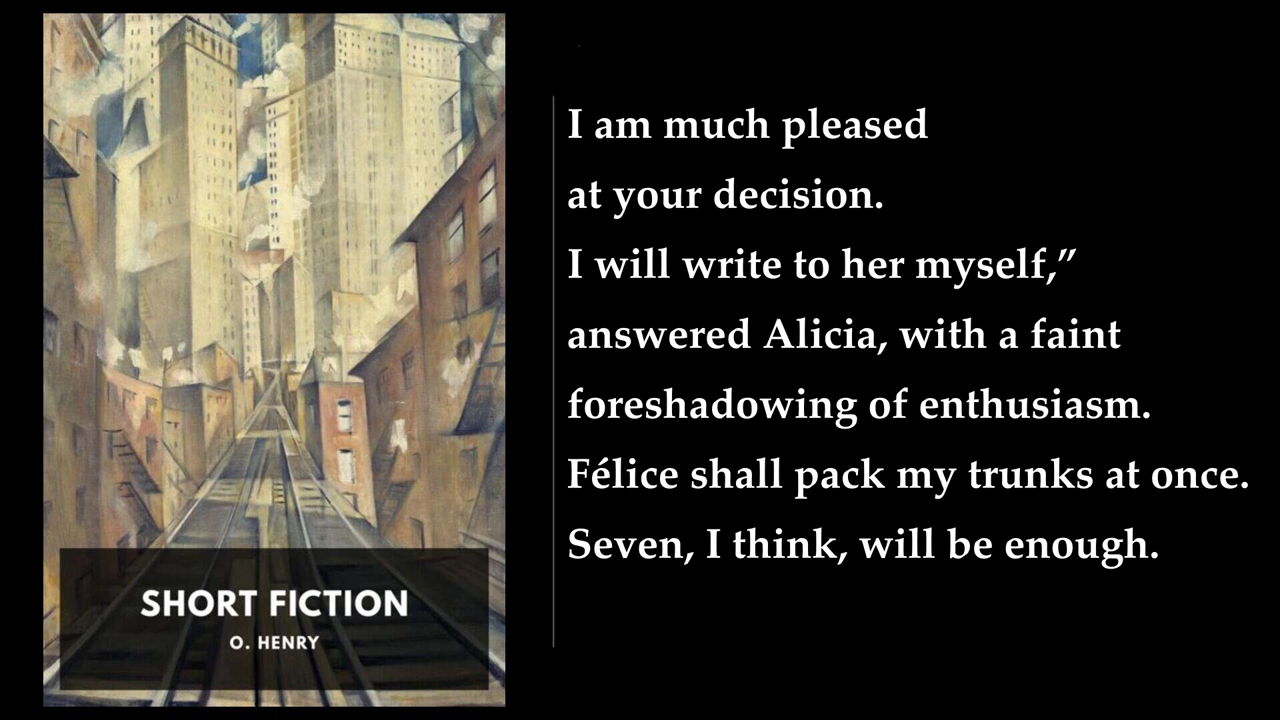 SHORT FICTION
O. HENRY
I am much pleased
at your decision.
I will write to her myself,”
answered Alicia, with a faint
foreshadowing of enthusiasm.
Félice shall pack my trunks at once.
Seven, I think, will be enough.